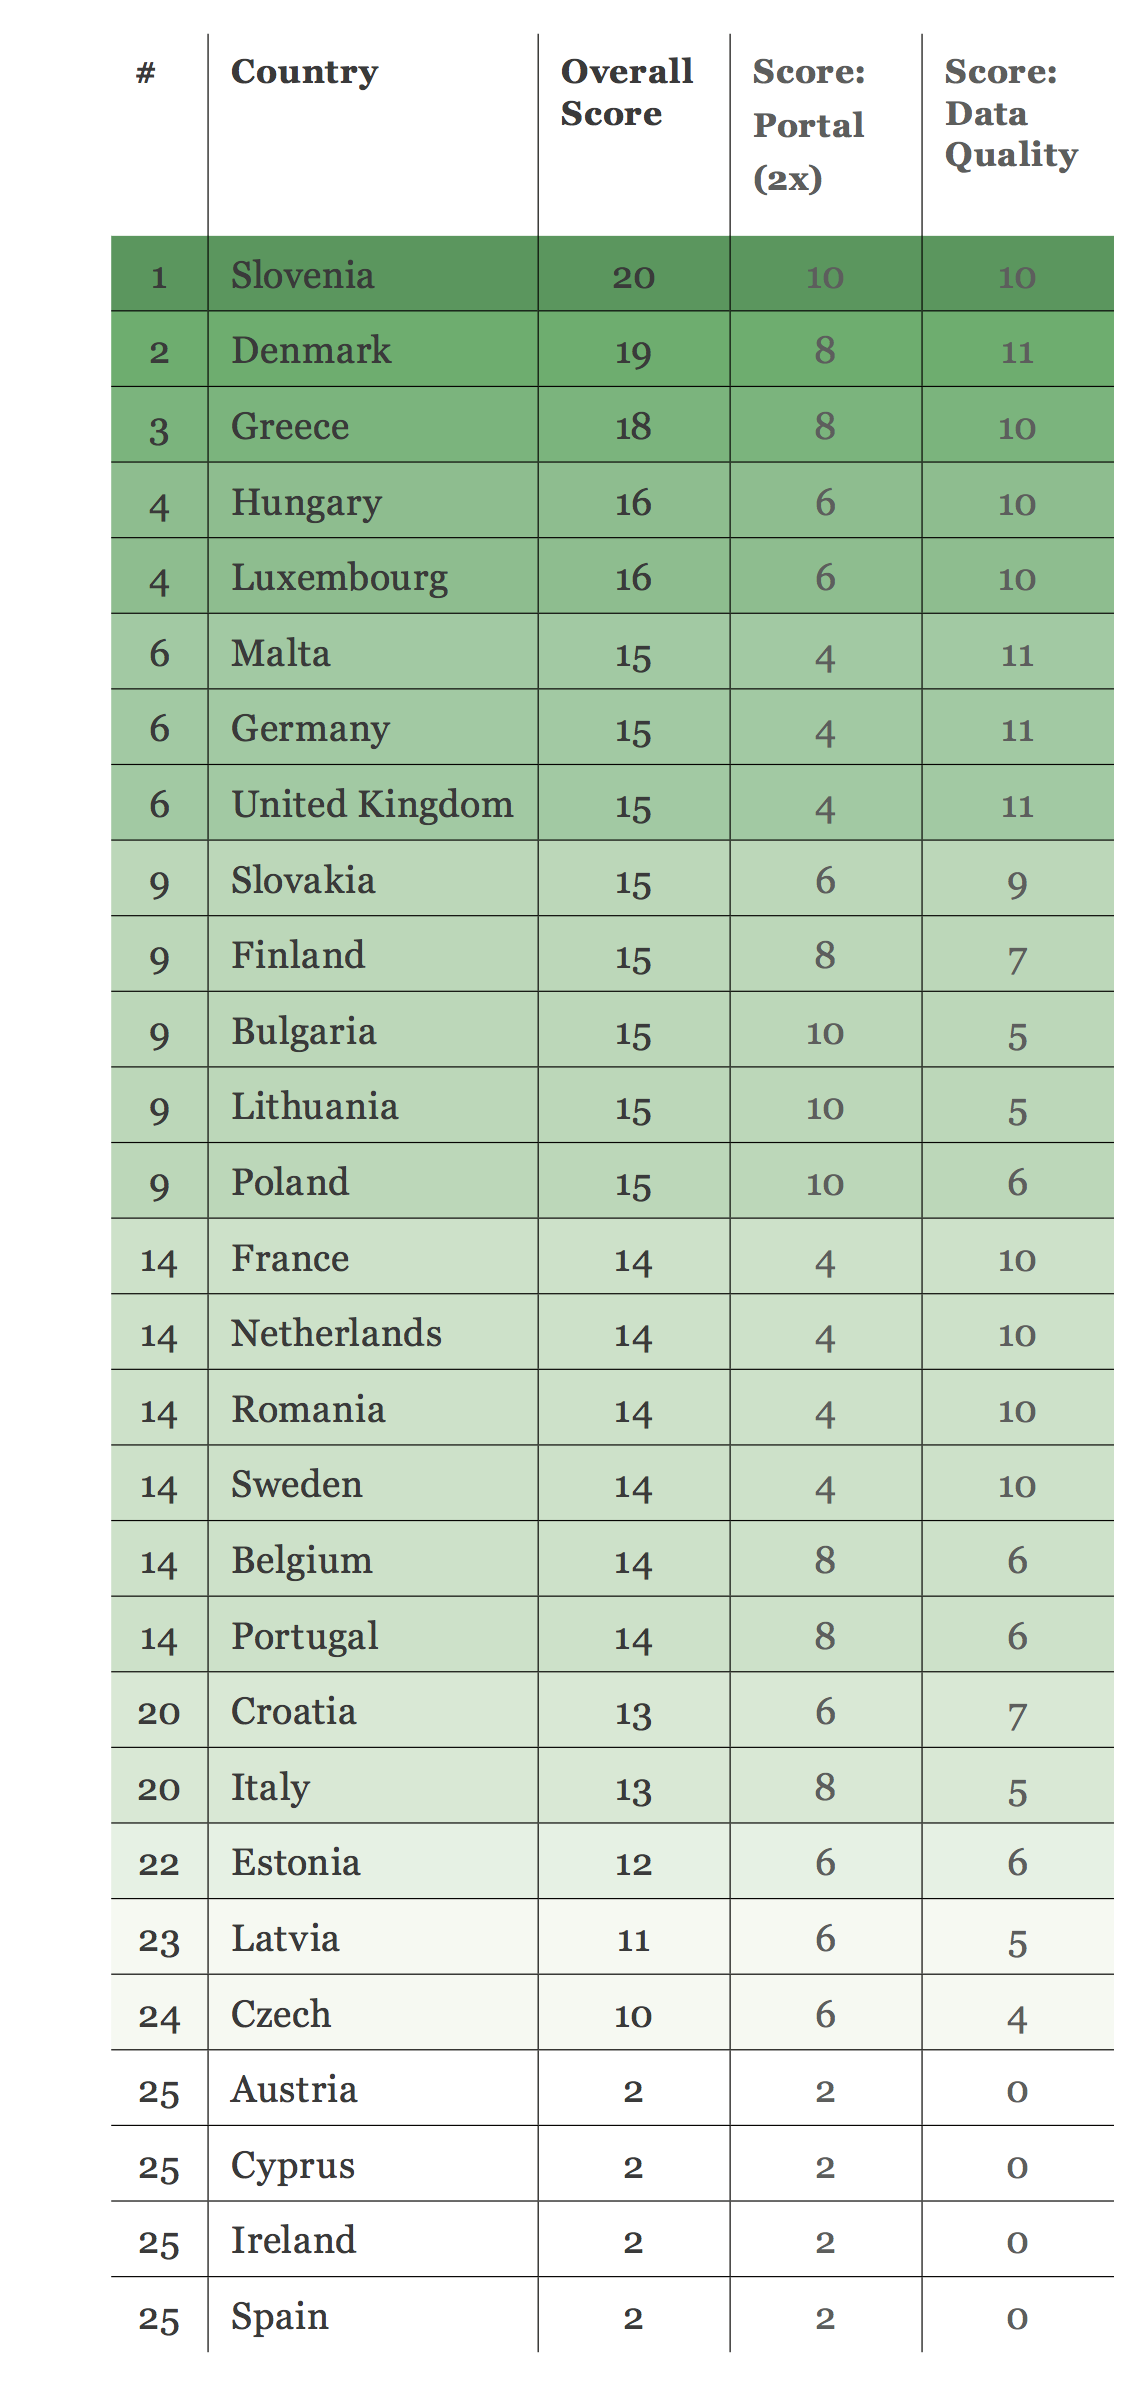 # Country Overall Score Score: Portal (2x) Score: Data Quality
1 Slovenia 20 10 10
2 Denmark 19 8 11
3 Greece 18 8 10
4 Hungary 16 6 10
4 Luxembourg 16 6 10
6 Malta 15 4 11
6 Germany 15 4 11
6 United Kingdom 15 4 11
9 Slovakia 15 6 9
9 Finland 15 8 7
9 Bulgaria 15 10 5
9 Lithuania 15 10 5
9 Poland 15 10 6
14 France 14 4 10
14 Netherlands 14 4 10
14 Romania 14 4 10
14 Sweden 14 4 10
14 Belgium 14 8 6
14 Portugal 14 8 6
20 Croatia 13 6 7
20 Italy 13 8 5
22 Estonia 12 6 6
23 Latvia 11 6 5
24 Czech 10 6 4
25 Austria 2 2 0
25 Cyprus 2 2 0
25 Ireland 2 2 0
25 Spain 2 2 0